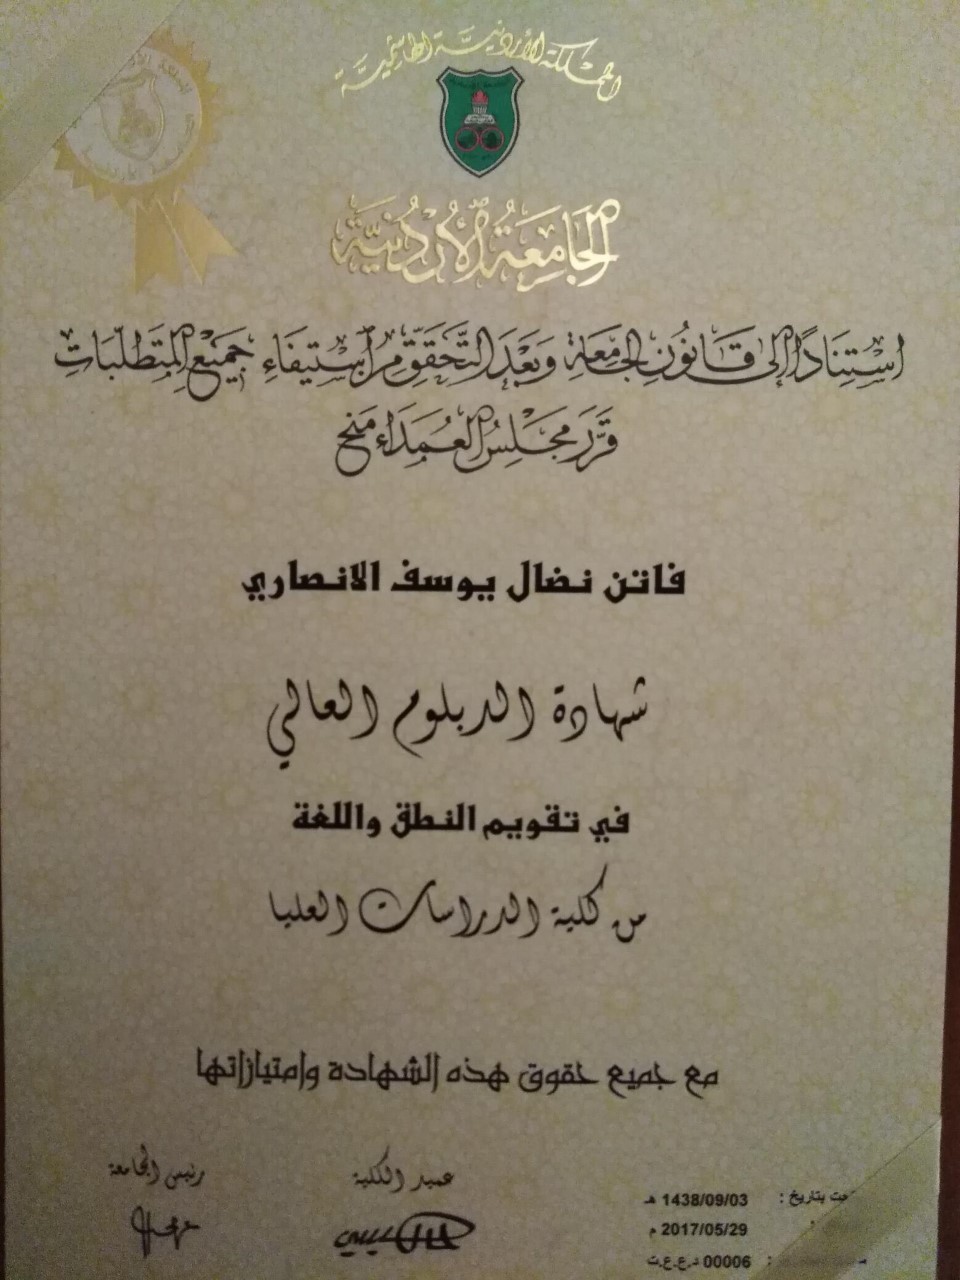 المملكة الأردنية الهاشمية
الجامعة الأردنية
استنادًا إلى قانون الجامعة وبعد التحقق من استيفاء جميع المتطلبات
قرر مجلس العمداء منح
فاتن نضال يوسف الانصاري
شهادة الدبلوم العالي
في تقويم النطق واللغة
من كلية الدراسات العليا
مع جميع حقوق هذه الشهادة وامتيازاتها
رئيس الجامعة
عميد الكلية
بتاريخ : 1438/09/03 هـ
2017/05/29 م
00006 د.ع.ع.ت